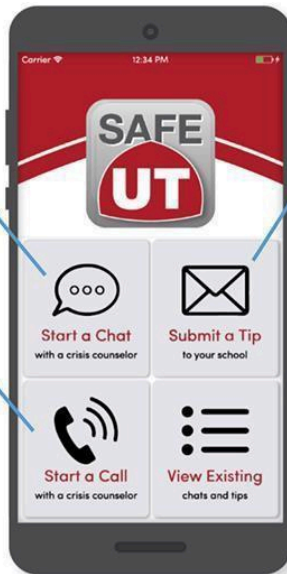 Carrier 12:34 PM
SAFE
UT
Start a Chat
with a crisis counselor
Submit a Tip
to your school
Start a Call
with a crisis counselor
View Existing
chats and tips